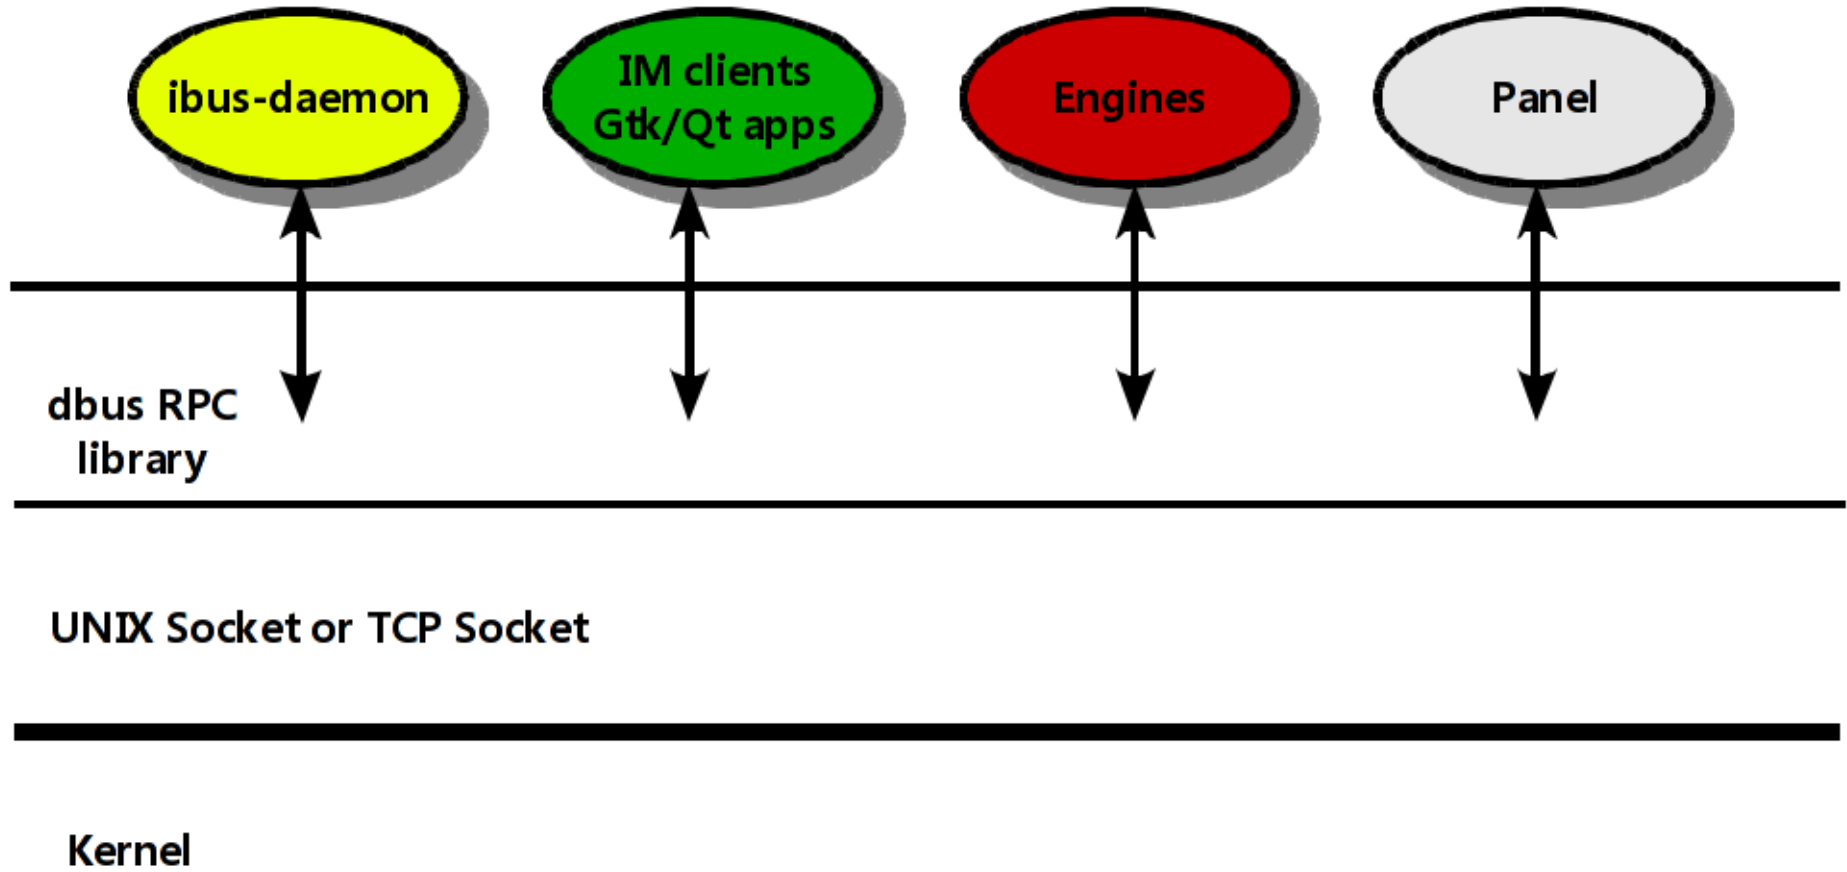 ibus-daemon
IM clients
Gtk/Qt apps
Engines
Panel
dbus RPC
library
UNIX Socket or TCP Socket
Kernel